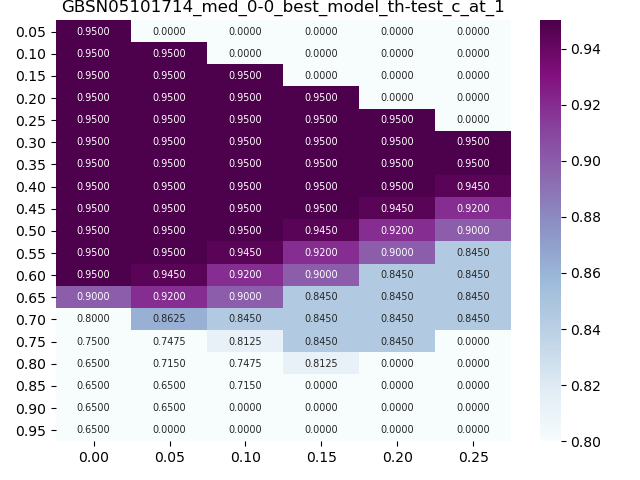 GBSN05101714_med_0-0_best_model_th-test_c_at_1
0.05 0.9500 0.0000 0.0000 0.0000 0.0000 0.0000
0.10 0.9500 0.9500 0.0000 0.0000 0.0000 0.0000
0.15 0.9500 0.9500 0.9500 0.0000 0.0000 0.0000
0.20 0.9500 0.9500 0.9500 0.9500 0.0000 0.0000
0.25 0.9500 0.9500 0.9500 0.9500 0.9500 0.0000
0.30 0.9500 0.9500 0.9500 0.9500 0.9500 0.9500
0.35 0.9500 0.9500 0.9500 0.9500 0.9500 0.9500
0.40 0.9500 0.9500 0.9500 0.9500 0.9500 0.9450
0.45 0.9500 0.9500 0.9500 0.9500 0.9450 0.9200
0.50 0.9500 0.9500 0.9500 0.9450 0.9200 0.9000
0.55 0.9500 0.9500 0.9450 0.9200 0.9000 0.8450
0.60 0.9500 0.9450 0.9200 0.9000 0.8450 0.8450
0.65 0.9000 0.9200 0.9000 0.8450 0.8450 0.8450
0.70 0.8000 0.8625 0.8450 0.8450 0.8450 0.8450
0.75 0.7500 0.7475 0.8125 0.8450 0.8450 0.0000
0.80 0.6500 0.7150 0.7475 0.8125 0.0000 0.0000
0.85 0.6500 0.6500 0.7150 0.0000 0.0000 0.0000
0.90 0.6500 0.6500 0.0000 0.0000 0.0000 0.0000
0.95 0.6500 0.0000 0.0000 0.0000 0.0000 0.0000
0.00 0.05 0.10 0.15 0.20 0.25
0.94
0.92
0.90
0.88
0.86
0.84
0.82
0.80